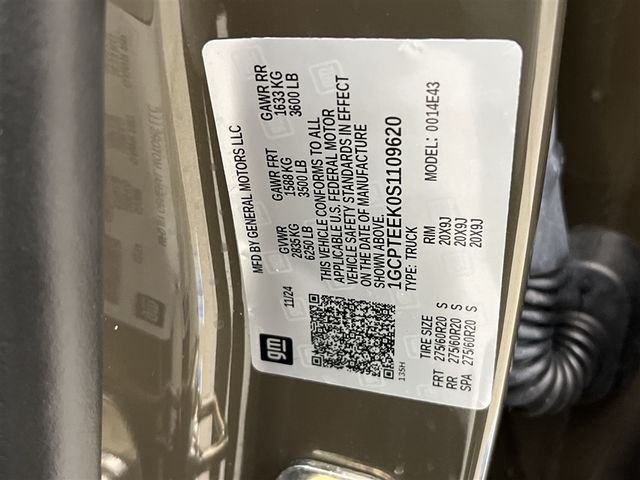 gm
MFD BY GENERAL MOTORS LLC
11/24
GVWR GAWR FRT GAWR RR
2835 KG 1588 KG 1633 KG
6250 LB 3500 LB 3600 LB
THIS VEHICLE CONFORMS TO ALL
APPLICABLE U.S. FEDERAL MOTOR
VEHICLE SAFETY STANDARDS IN EFFECT
ON THE DATE OF MANUFACTURE
SHOWN ABOVE.
1GCPTEEK0S1109620
TYPE: TRUCK MODEL: 0014E43
135H
TIRE SIZE RIM
FRT 275/60R20 S 20X9J
RR 275/60R20 S 20X9J
SPA 275/60R20 S 20X9J